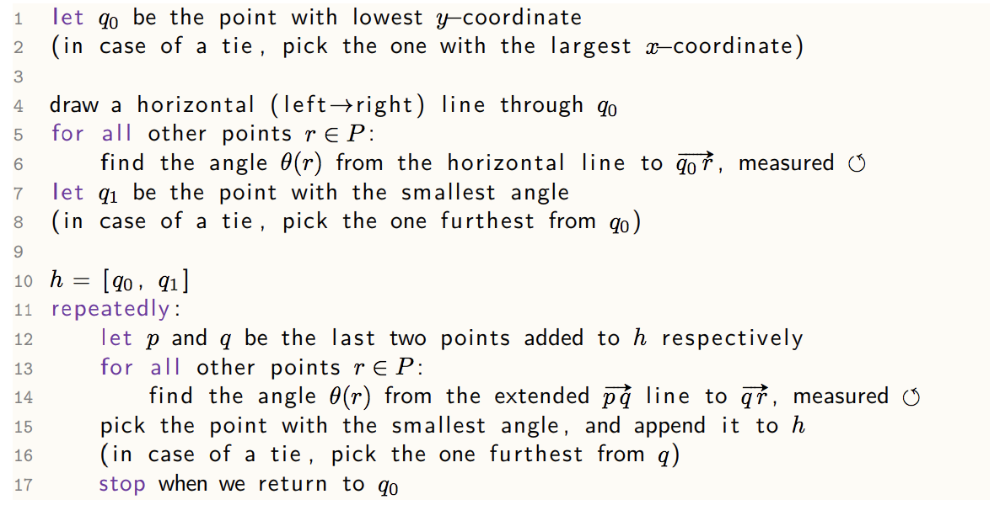 1 let q₀ be the point with lowest y–coordinate
2 (in case of a tie, pick the one with the largest x–coordinate)
3
4 draw a horizontal (left→right) line through q₀
5 for all other points r ∈ P:
6 find the angle θ(r) from the horizontal line to $\overrightarrow{q_0 r}$, measured ↺
7 let q₁ be the point with the smallest angle
8 (in case of a tie, pick the one furthest from q₀)
9
10 h = [q₀, q₁]
11 repeatedly:
12 let p and q be the last two points added to h respectively
13 for all other points r ∈ P:
14 find the angle θ(r) from the extended $\overrightarrow{pq}$ line to $\overrightarrow{qr}$, measured ↺
15 pick the point with the smallest angle, and append it to h
16 (in case of a tie, pick the one furthest from q)
17 stop when we return to q₀